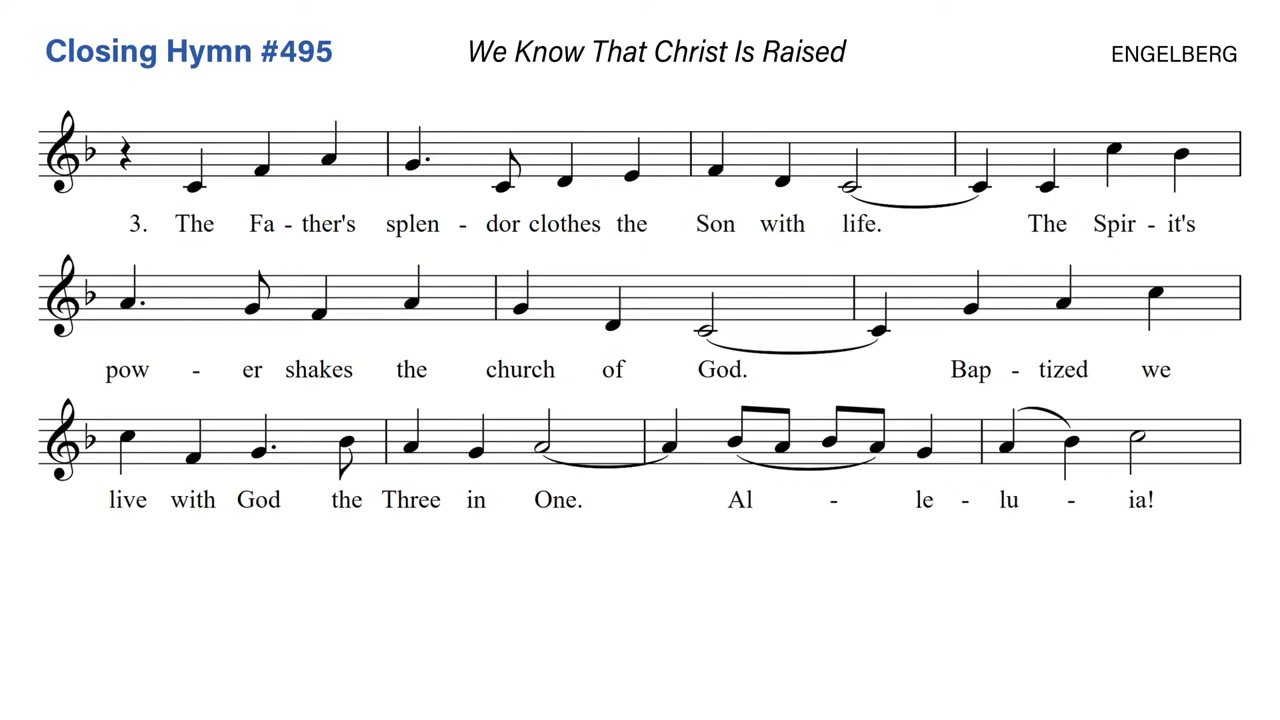 Closing Hymn #495 We Know That Christ Is Raised ENGELBERG
3. The Fa - ther's splen - dor clothes the Son with life. The Spir - it's
pow - er shakes the church of God. Bap - tized we
live with God the Three in One. Al - le - lu - ia!